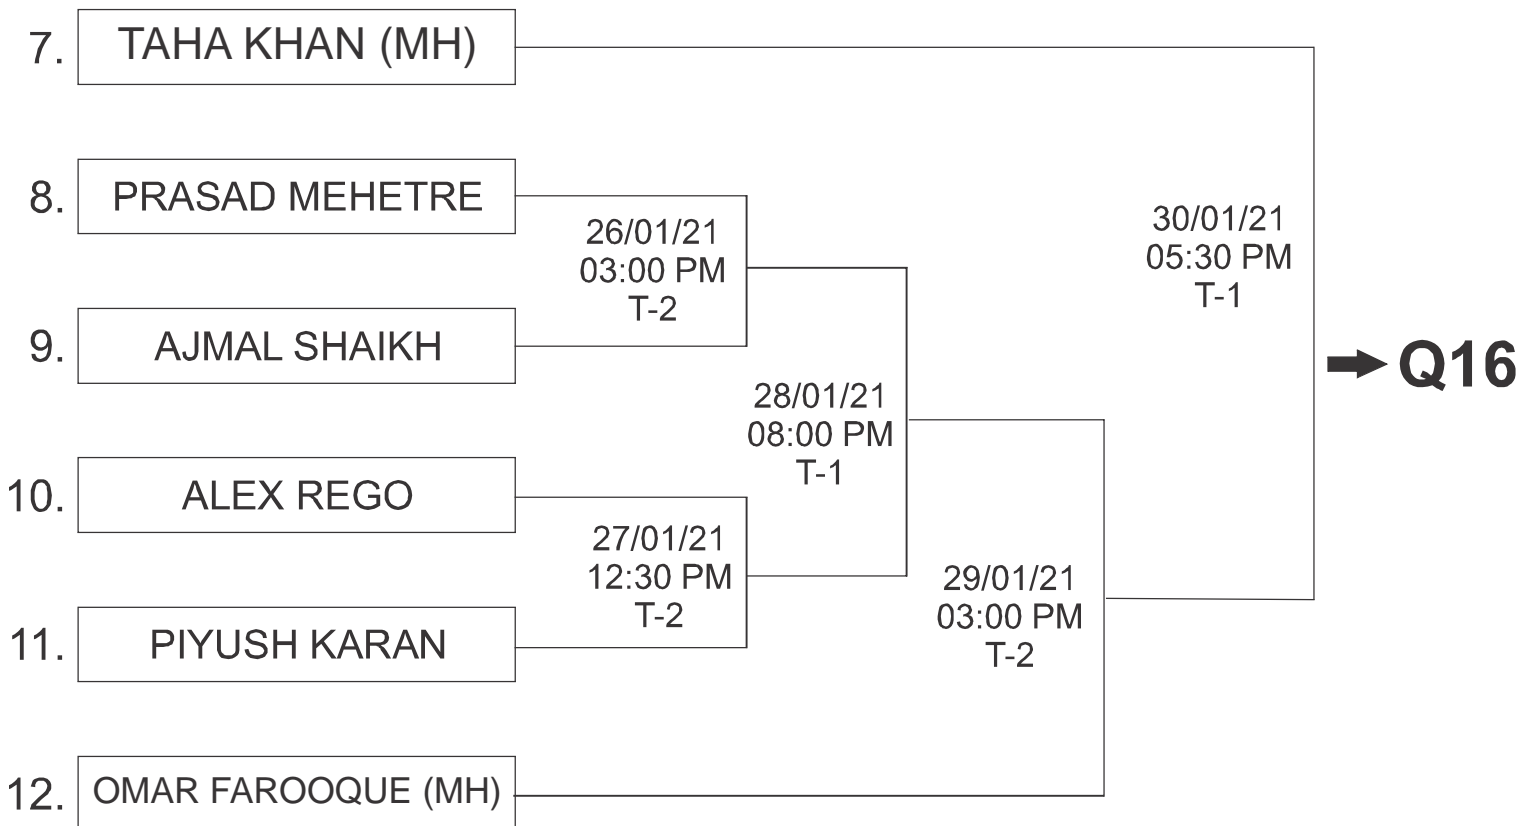 7. TAHA KHAN (MH)
8. PRASAD MEHETRE
26/01/21
03:00 PM
T-2
30/01/21
05:30 PM
T-1
9. AJMAL SHAIKH
Q16
28/01/21
08:00 PM
T-1
10. ALEX REGO
27/01/21
12:30 PM
T-2
29/01/21
03:00 PM
T-2
11. PIYUSH KARAN
12. OMAR FAROOQUE (MH)